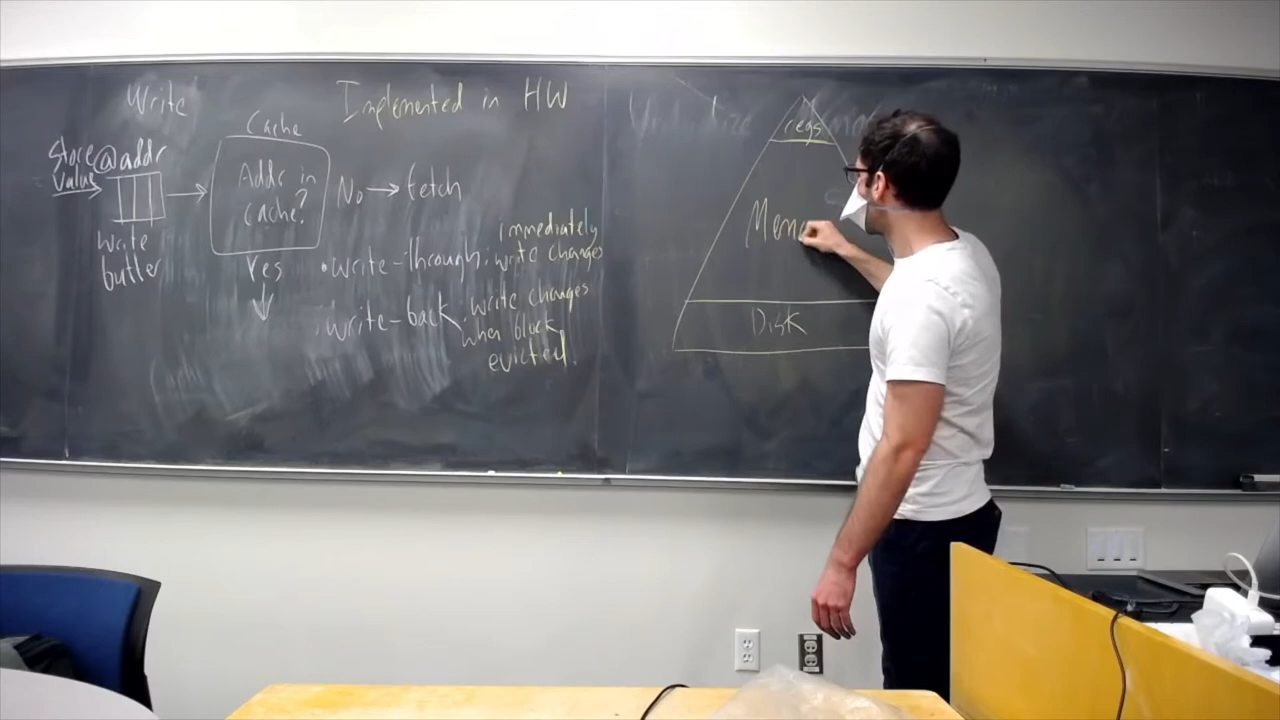 Write
Implemented in HW
Cache
Store @addr
Value
Addr in
cache?
No → fetch
write
buffer
Yes
• write-through: immediately
write changes
• write-back: write changes
when block
evicted.
regs
Memo
Disk